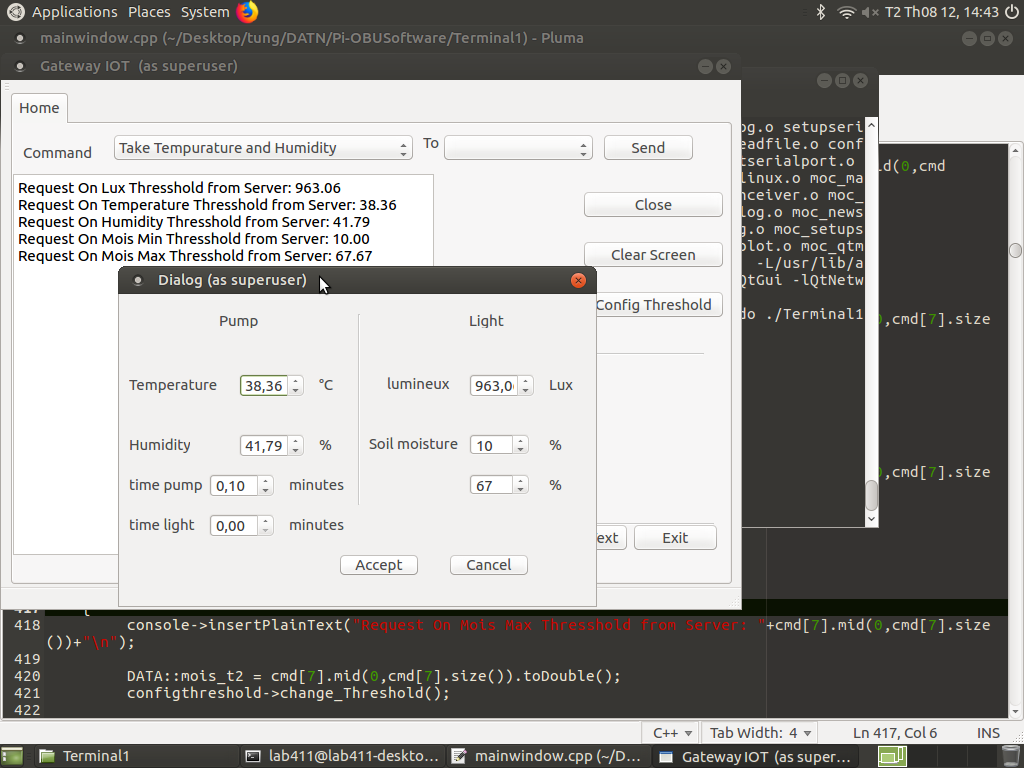 Applications Places System T2 Th08 12, 14:43
mainwindow.cpp (~/Desktop/tung/DATN/Pi-OBUSoftware/Terminal1) - Pluma
Gateway IOT (as superuser)
Home
Command Take Tempurature and Humidity To Send
Request On Lux Thresshold from Server: 963.06
Request On Temperature Thresshold from Server: 38.36
Request On Humidity Thresshold from Server: 41.79
Request On Mois Min Thresshold from Server: 10.00
Request On Mois Max Thresshold from Server: 67.67
Close
Clear Screen
Config Threshold
ext Exit
Dialog (as superuser)
Pump Light
Temperature 38,36 °C lumineux 963,0 Lux
Humidity 41,79 % Soil moisture 10 %
time pump 0,10 minutes 67 %
time light 0,00 minutes
Accept Cancel
og.o setupseri
eadfile.o conf
tserialport.o
linux.o moc_ma
nceiver.o moc_
log.o moc_news
g.o moc_setups
plot.o moc_qtm
-L/usr/lib/a
QtGui -lQtNetw
do ./Terminal1
id(0,cmd
,cmd[7].size
,cmd[7].size
417 {
418 console->insertPlainText("Request On Mois Max Thresshold from Server: "+cmd[7].mid(0,cmd[7].size
())+"\n");
419
420 DATA::mois_t2 = cmd[7].mid(0,cmd[7].size()).toDouble();
421 configthreshold->change_Threshold();
422
C++ Tab Width: 4 Ln 417, Col 6 INS
Terminal1 lab411@lab411-deskto... mainwindow.cpp (~/D... Gateway IOT (as super...